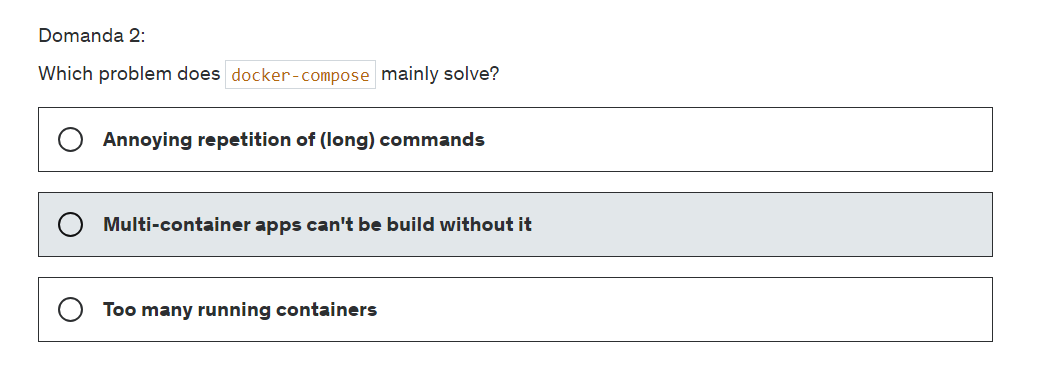 Domanda 2:
Which problem does docker-compose mainly solve?
Annoying repetition of (long) commands
Multi-container apps can't be build without it
Too many running containers